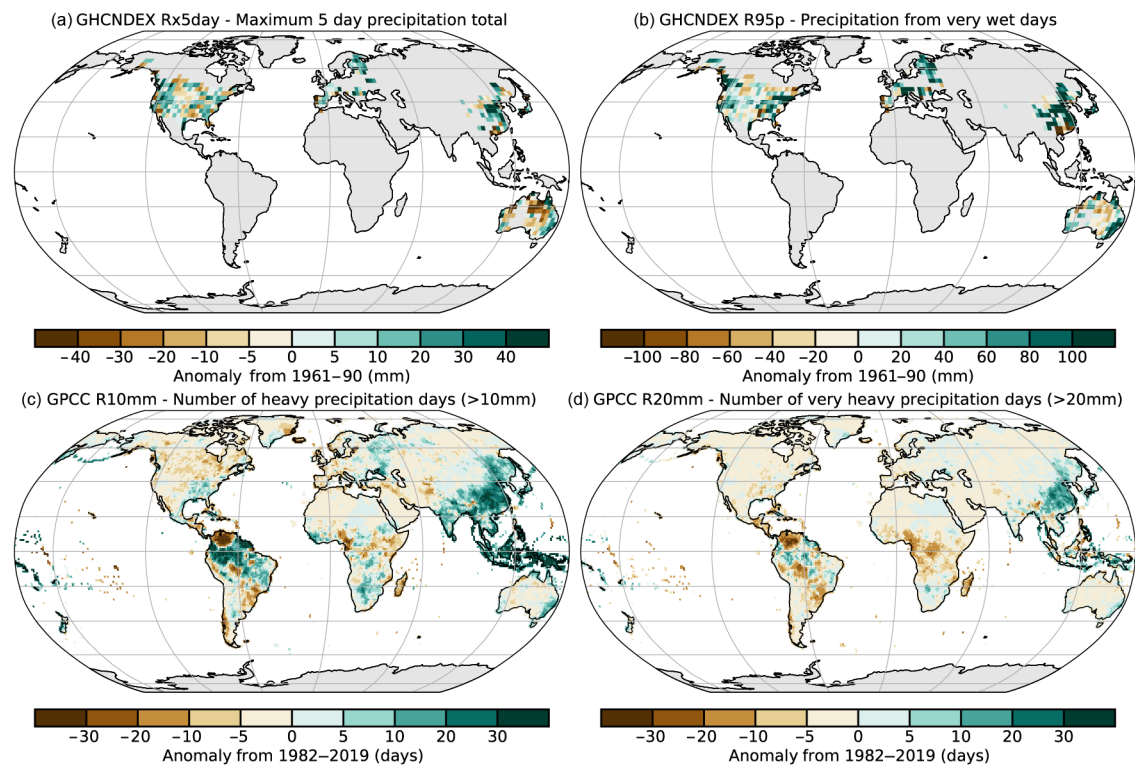 (a) GHCNDEX Rx5day - Maximum 5 day precipitation total
(b) GHCNDEX R95p - Precipitation from very wet days
−40 −30 −20 −10 −5 0 5 10 20 30 40
Anomaly from 1961–90 (mm)
−100 −80 −60 −40 −20 0 20 40 60 80 100
Anomaly from 1961–90 (mm)
(c) GPCC R10mm - Number of heavy precipitation days (>10mm)
(d) GPCC R20mm - Number of very heavy precipitation days (>20mm)
−30 −20 −10 −5 0 5 10 20 30
Anomaly from 1982–2019 (days)
−30 −20 −10 −5 0 5 10 20 30
Anomaly from 1982–2019 (days)